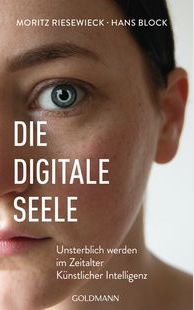 MORITZ RIESEWIECK · HANS BLOCK
DIE
DIGITALE
SEELE
Unsterblich werden
im Zeitalter
Künstlicher Intelligenz
GOLDMANN